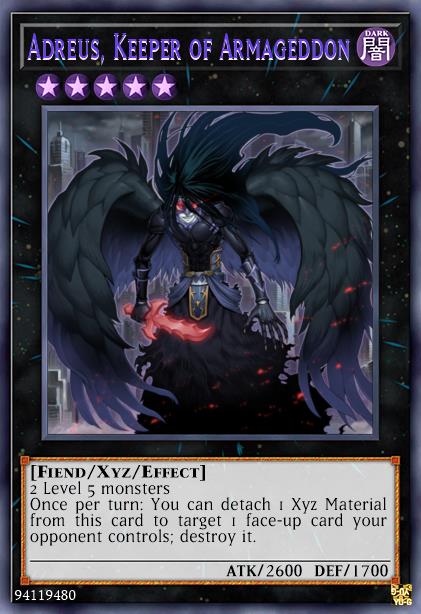 Adreus, Keeper of Armageddon
DARK
闇
[Fiend/Xyz/Effect]
2 Level 5 monsters
Once per turn: You can detach 1 Xyz Material
from this card to target 1 face-up card your
opponent controls; destroy it.
ATK/2600 DEF/1700
94119480